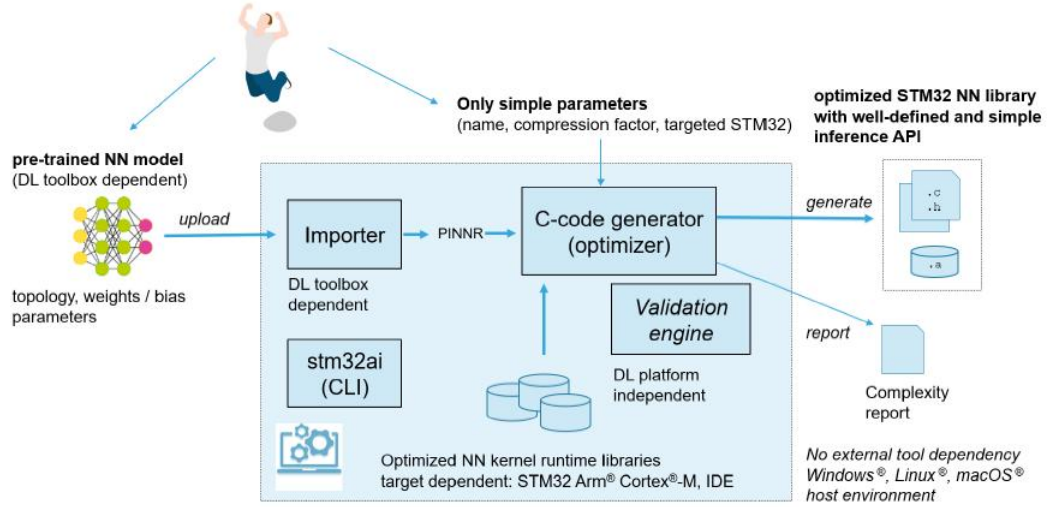 Only simple parameters
(name, compression factor, targeted STM32)
optimized STM32 NN library
with well-defined and simple
inference API
pre-trained NN model
(DL toolbox dependent)
upload
topology, weights / bias
parameters
Importer
DL toolbox
dependent
PINNR
C-code generator
(optimizer)
generate
.c
.h
.a
Validation
engine
DL platform
independent
report
Complexity
report
stm32ai
(CLI)
Optimized NN kernel runtime libraries
target dependent: STM32 Arm® Cortex®-M, IDE
No external tool dependency
Windows®, Linux®, macOS®
host environment